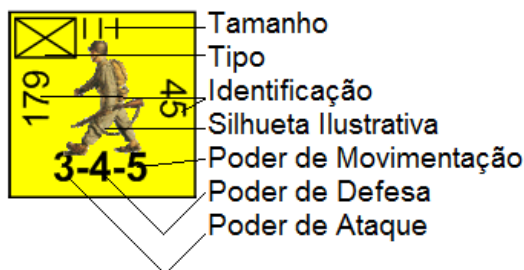 Tamanho
Tipo
179
45
Identificação
Silhueta Ilustrativa
3-4-5
Poder de Movimentação
Poder de Defesa
Poder de Ataque